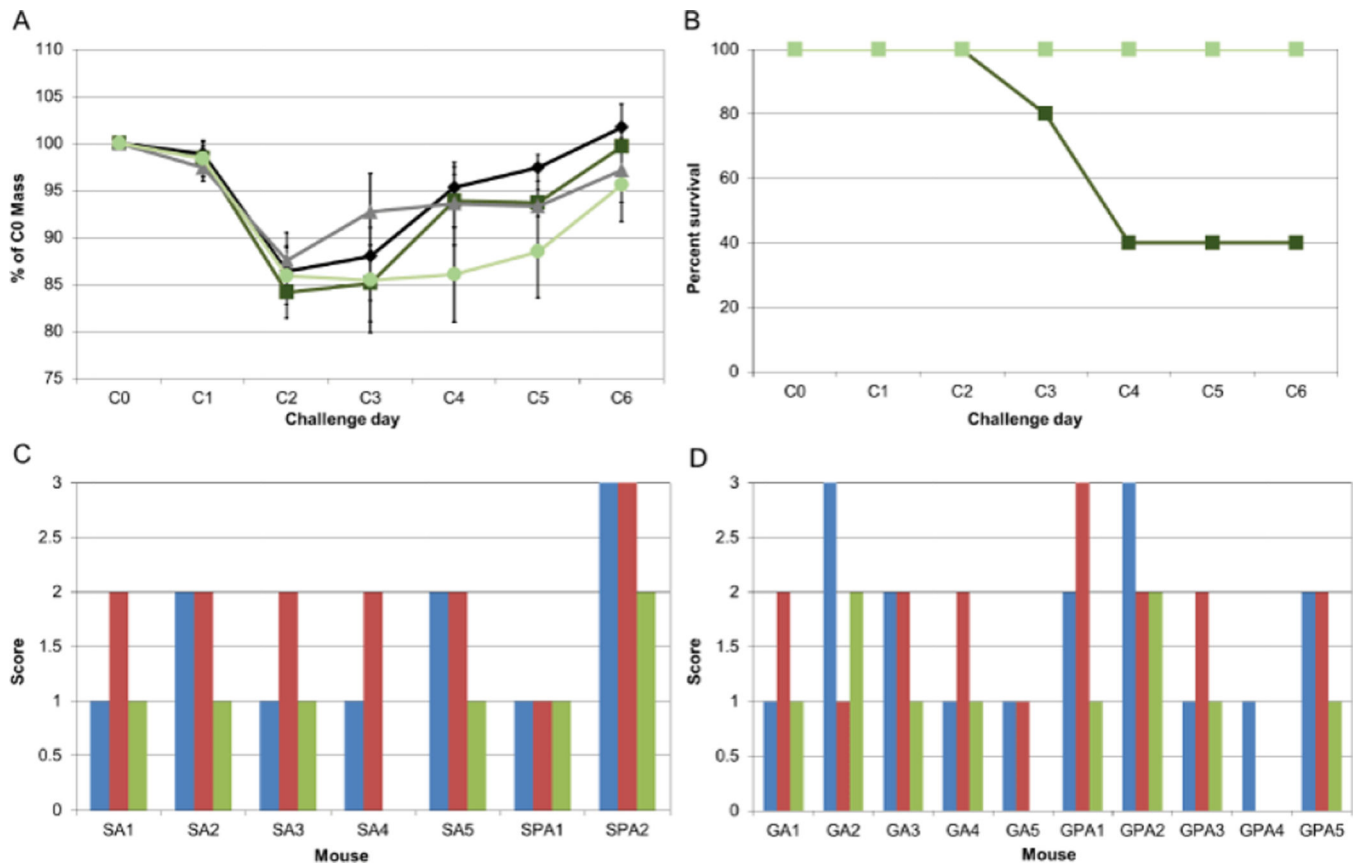 A
110
105
100
95
90
85
80
75
% of C0 Mass
C0 C1 C2 C3 C4 C5 C6
Challenge day
B
100
80
60
40
20
0
Percent survival
C0 C1 C2 C3 C4 C5 C6
Challenge day
C
3
2.5
2
1.5
1
0.5
0
Score
SA1 SA2 SA3 SA4 SA5 SPA1 SPA2
Mouse
D
3
2.5
2
1.5
1
0.5
0
Score
GA1 GA2 GA3 GA4 GA5 GPA1 GPA2 GPA3 GPA4 GPA5
Mouse